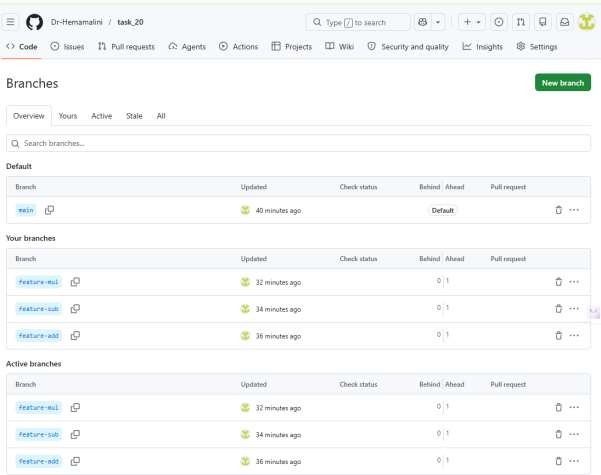 Dr-Hemamalini / task_20
Type / to search
Code Issues Pull requests Agents Actions Projects Wiki Security and quality Insights Settings
Branches
New branch
Overview Yours Active Stale All
Search branches...
Default
Branch Updated Check status Behind Ahead Pull request
main 40 minutes ago Default
Your branches
Branch Updated Check status Behind Ahead Pull request
feature-mul 32 minutes ago 0 1
feature-sub 34 minutes ago 0 1
feature-add 36 minutes ago 0 1
Active branches
Branch Updated Check status Behind Ahead Pull request
feature-mul 32 minutes ago 0 1
feature-sub 34 minutes ago 0 1
feature-add 36 minutes ago 0 1